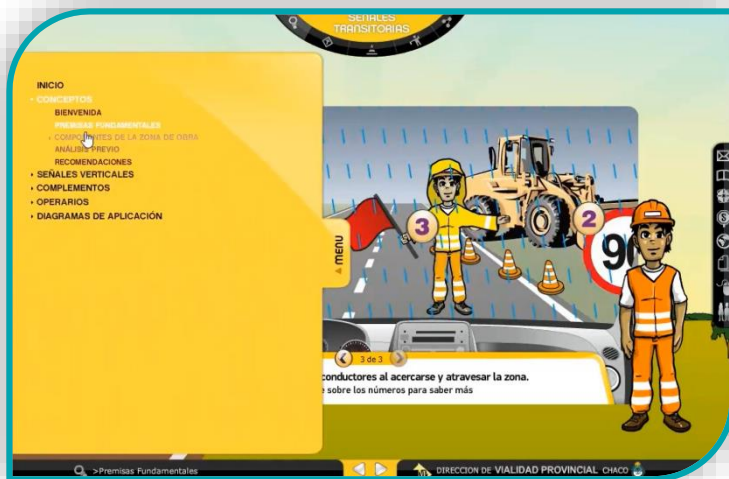 SEÑALES
TRANSITORIAS
INICIO
CONCEPTOS
BIENVENIDA
PREMISAS FUNDAMENTALES
COMPONENTES DE LA ZONA DE OBRA
ANÁLISIS PREVIO
RECOMENDACIONES
SEÑALES VERTICALES
COMPLEMENTOS
OPERARIOS
DIAGRAMAS DE APLICACIÓN
MENU
3
2
90
3 de 3
conductores al acercarse y atravesar la zona.
sobre los números para saber más
>Premisas Fundamentales
DIRECCION DE VIALIDAD PROVINCIAL CHACO